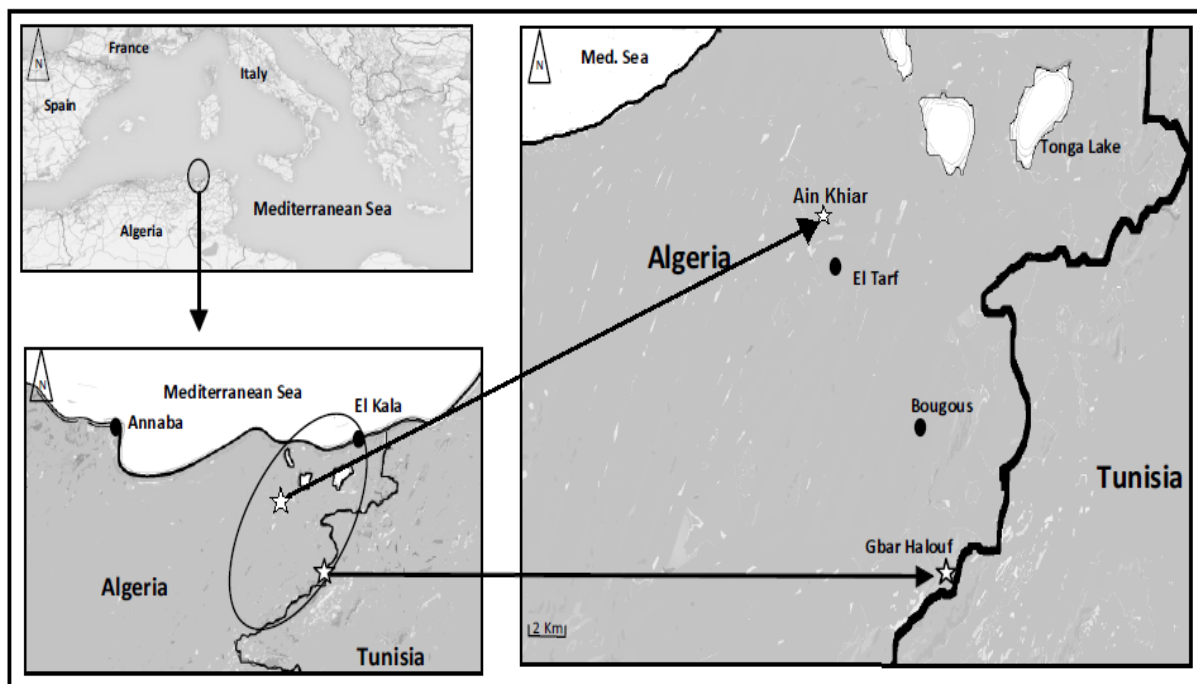 N
France
Italy
Spain
Mediterranean Sea
Algeria
N
Mediterranean Sea
El Kala
Annaba
Algeria
Tunisia
N
Med. Sea
Tonga Lake
Ain Khiar
Algeria
El Tarf
Bougous
Tunisia
Gbar Halouf
2 Km